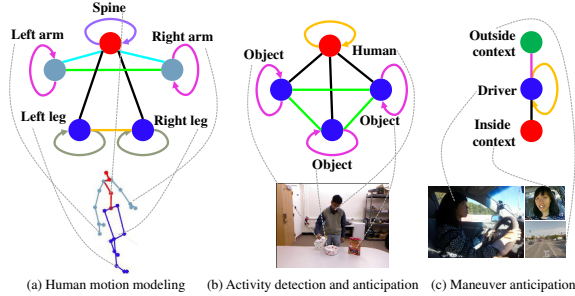 Spine
Left arm
Right arm
Left leg
Right leg
(a) Human motion modeling
Object
Human
Object
Object
(b) Activity detection and anticipation
Outside
context
Driver
Inside
context
(c) Maneuver anticipation